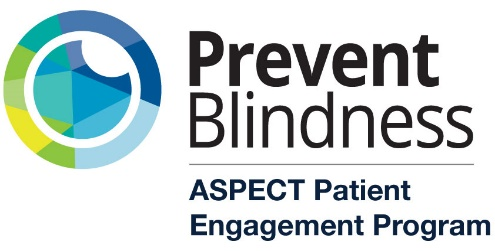 Prevent
Blindness
ASPECT Patient
Engagement Program